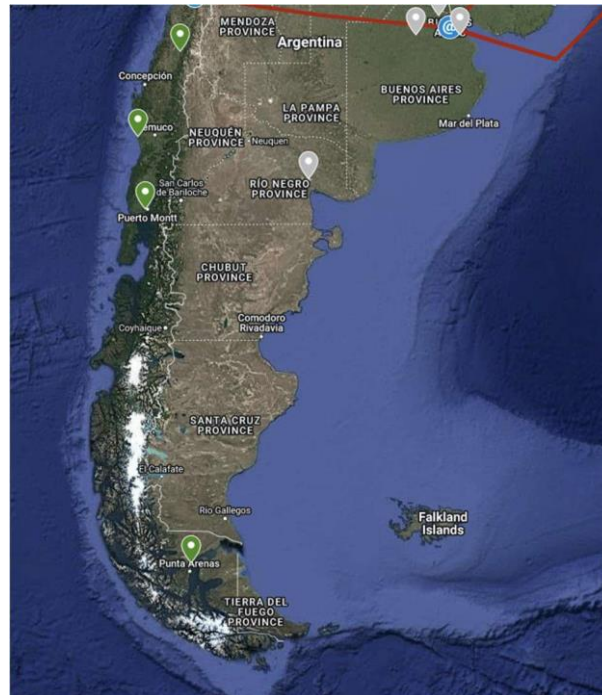 MENDOZA
PROVINCE
Argentina
Concepción
BUENOS AIRES
PROVINCE
LA PAMPA
PROVINCE
Mar del Plata
NEUQUÉN
PROVINCE
Neuquen
San Carlos
de Bariloche
RÍO NEGRO
PROVINCE
Puerto Montt
CHUBUT
PROVINCE
Coyhaique
Comodoro
Rivadavia
SANTA CRUZ
PROVINCE
El Calafate
Rio Gallegos
Falkland
Islands
Punta Arenas
TIERRA DEL
FUEGO
PROVINCE